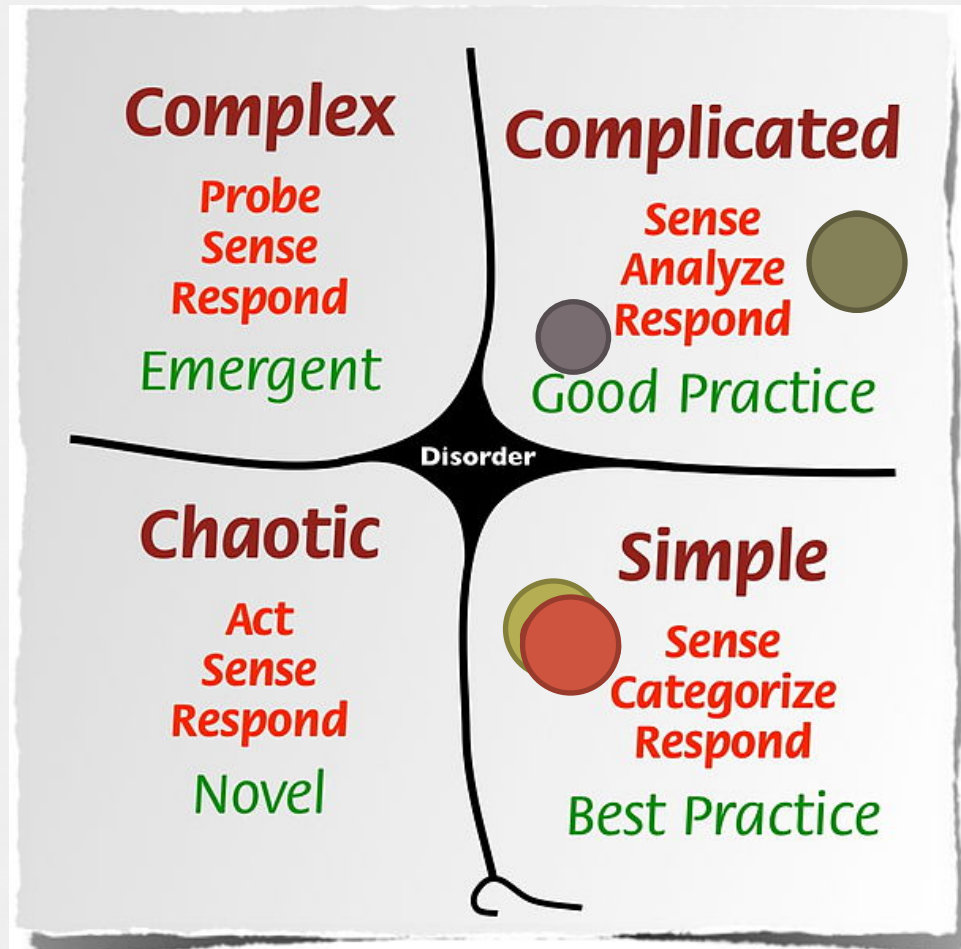 Complex
Probe
Sense
Respond
Emergent
Complicated
Sense
Analyze
Respond
Good Practice
Disorder
Chaotic
Act
Sense
Respond
Novel
Simple
Sense
Categorize
Respond
Best Practice